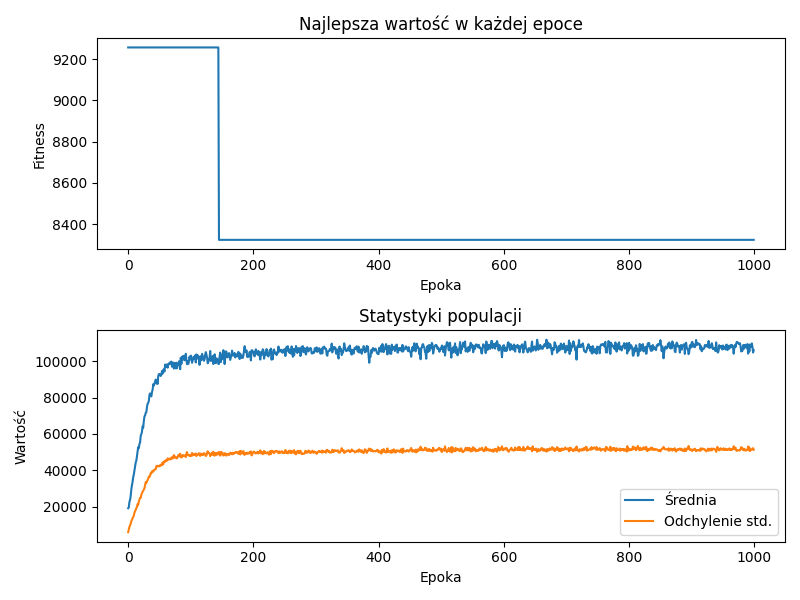 Najlepsza wartość w każdej epoce
9200
9000
8800
8600
8400
Fitness
0 200 400 600 800 1000
Epoka
Statystyki populacji
100000
80000
60000
40000
20000
Wartość
Średnia
Odchylenie std.
0 200 400 600 800 1000
Epoka